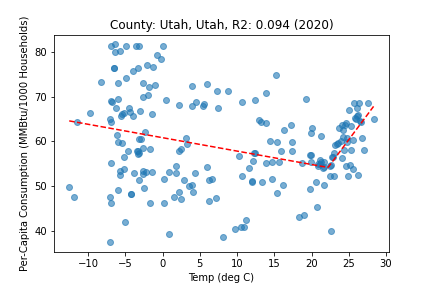 County: Utah, Utah, R2: 0.094 (2020)
Per-Capita Consumption (MMBtu/1000 Households)
80
70
60
50
40
−10 −5 0 5 10 15 20 25 30
Temp (deg C)